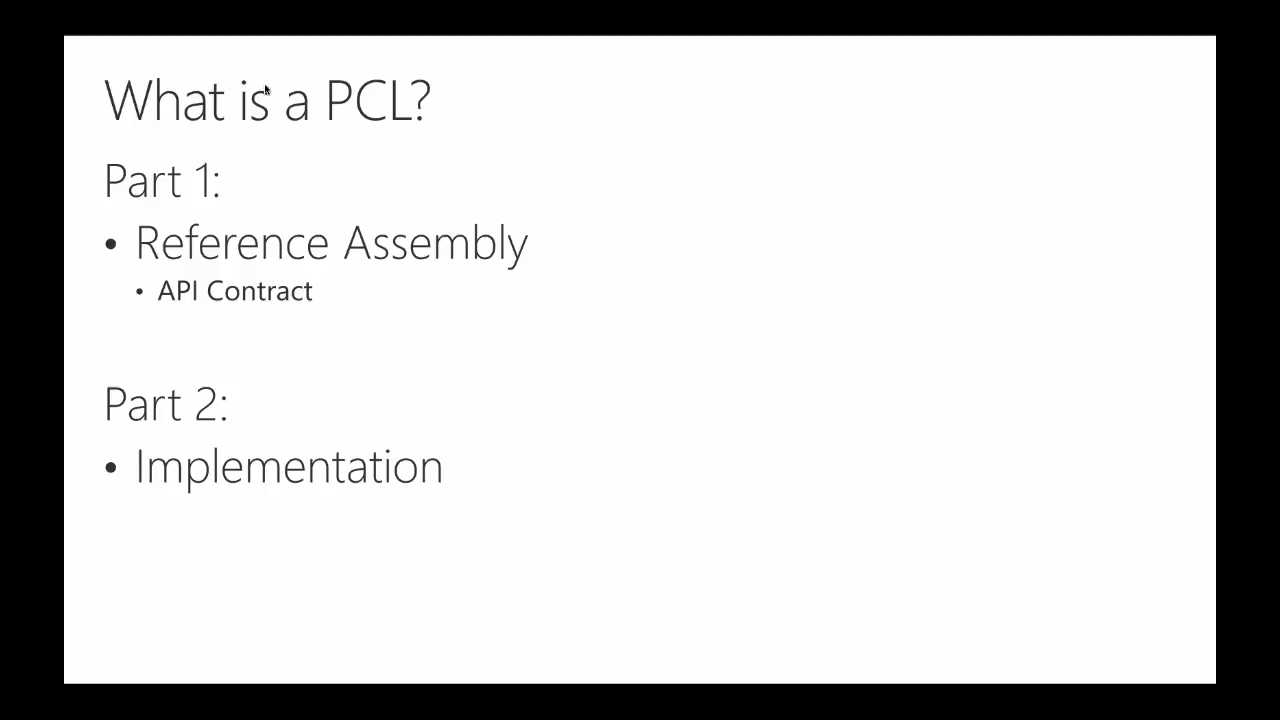 What is a PCL?
Part 1:
• Reference Assembly
• API Contract
Part 2:
• Implementation